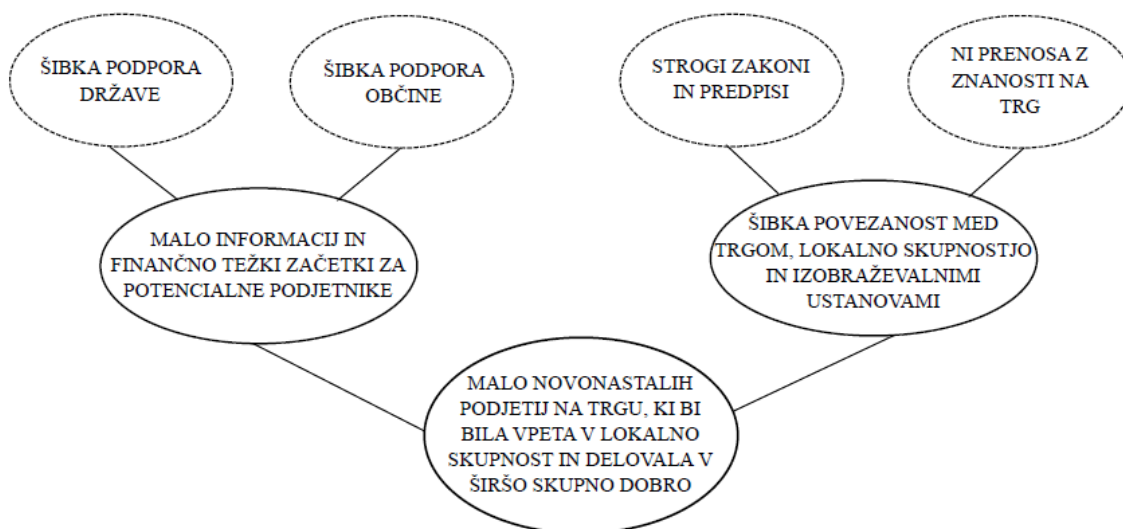 ŠIBKA PODPORA
DRŽAVE
ŠIBKA PODPORA
OBČINE
STROGI ZAKONI
IN PREDPISI
NI PRENOSA Z
ZNANOSTI NA
TRG
MALO INFORMACIJ IN
FINANČNO TEŽKI ZAČETKI ZA
POTENCIALNE PODJETNIKE
ŠIBKA POVEZANOST MED
TRGOM, LOKALNO SKUPNOSTJO
IN IZOBRAŽEVALNIMI
USTANOVAMI
MALO NOVONASTALIH
PODJETIJ NA TRGU, KI BI
BILA VPETA V LOKALNO
SKUPNOST IN DELOVALA V
ŠIRŠO SKUPNO DOBRO